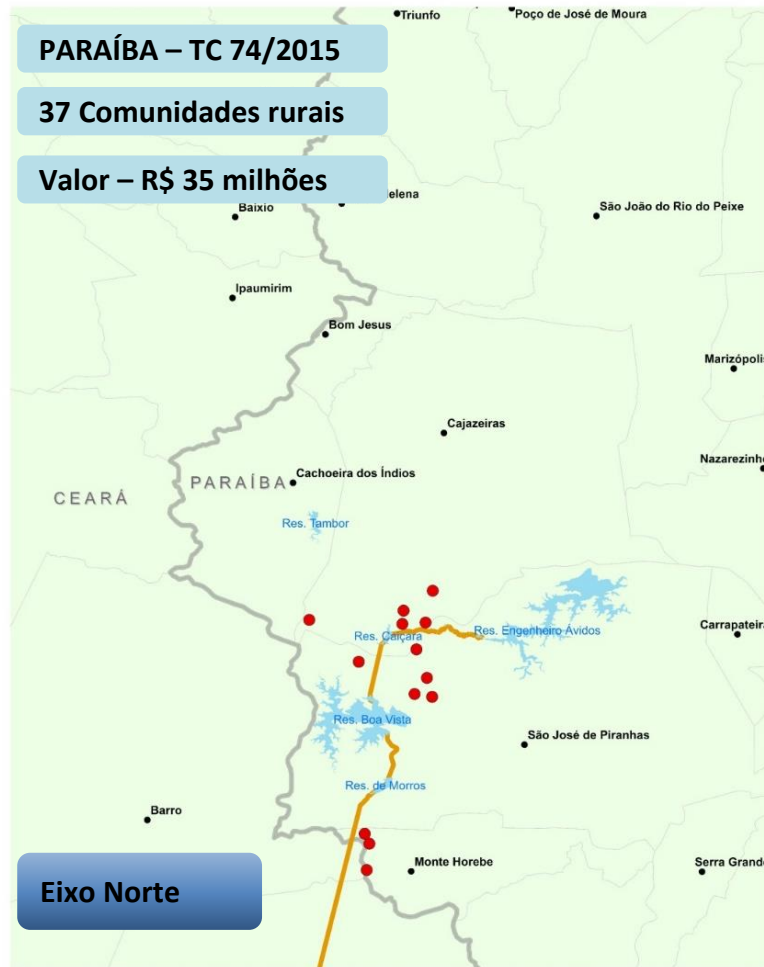 Triunfo
Poço de José de Moura
PARAÍBA – TC 74/2015
37 Comunidades rurais
Valor – R$ 35 milhões
elena
Baixio
São João do Rio do Peixe
Ipaumirim
Bom Jesus
Marizópolis
Cajazeiras
Nazarezinho
PARAÍBA
Cachoeira dos Índios
CEARÁ
Res. Tambor
Res. Caiçara
Res. Engenheiro Ávidos
Carrapateira
Res. Boa Vista
São José de Piranhas
Res. de Morros
Barro
Monte Horebe
Serra Grande
Eixo Norte